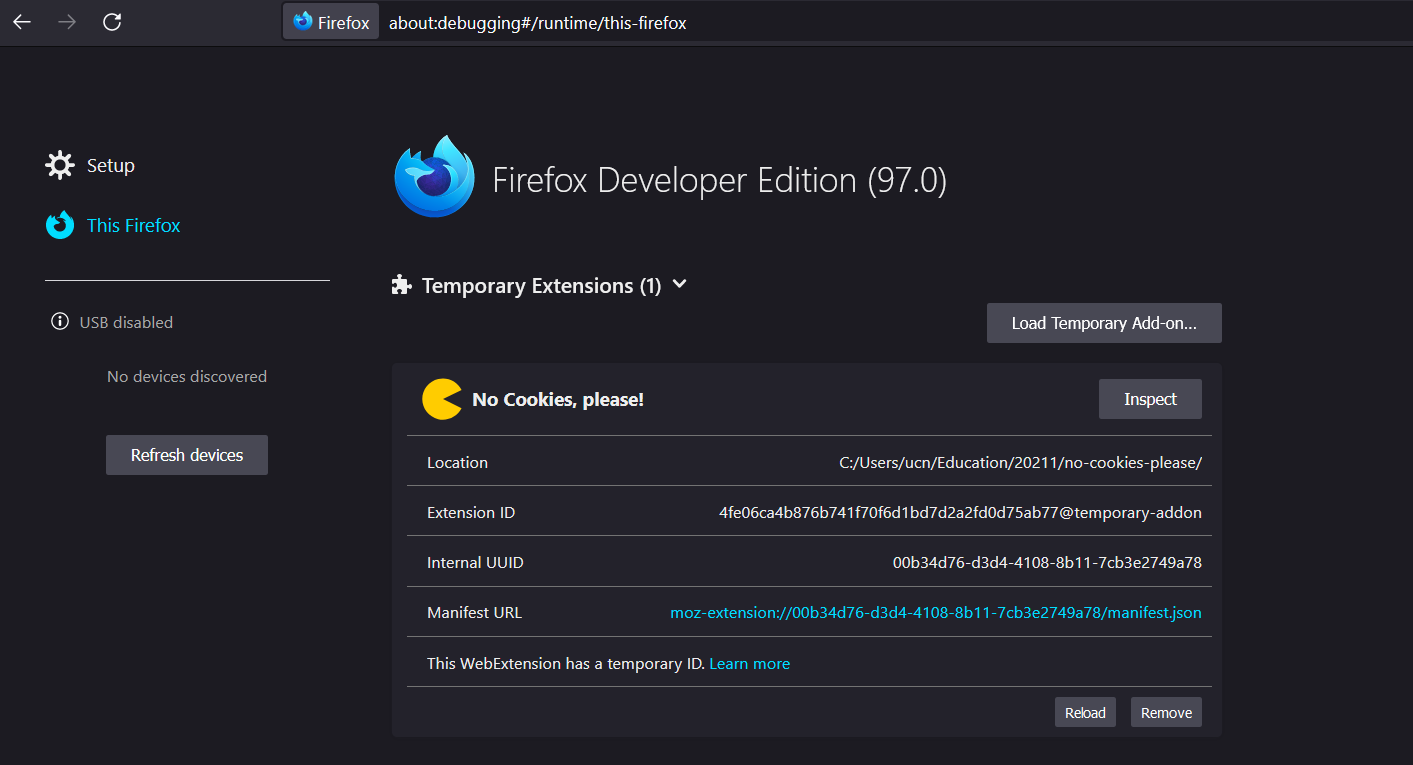 Firefox about:debugging#/runtime/this-firefox
Setup
This Firefox
USB disabled
No devices discovered
Refresh devices
Firefox Developer Edition (97.0)
Temporary Extensions (1)
Load Temporary Add-on...
No Cookies, please!
Inspect
Location C:/Users/ucn/Education/20211/no-cookies-please/
Extension ID 4fe06ca4b876b741f70f6d1bd7d2a2fd0d75ab77@temporary-addon
Internal UUID 00b34d76-d3d4-4108-8b11-7cb3e2749a78
Manifest URL moz-extension://00b34d76-d3d4-4108-8b11-7cb3e2749a78/manifest.json
This WebExtension has a temporary ID. Learn more
Reload Remove